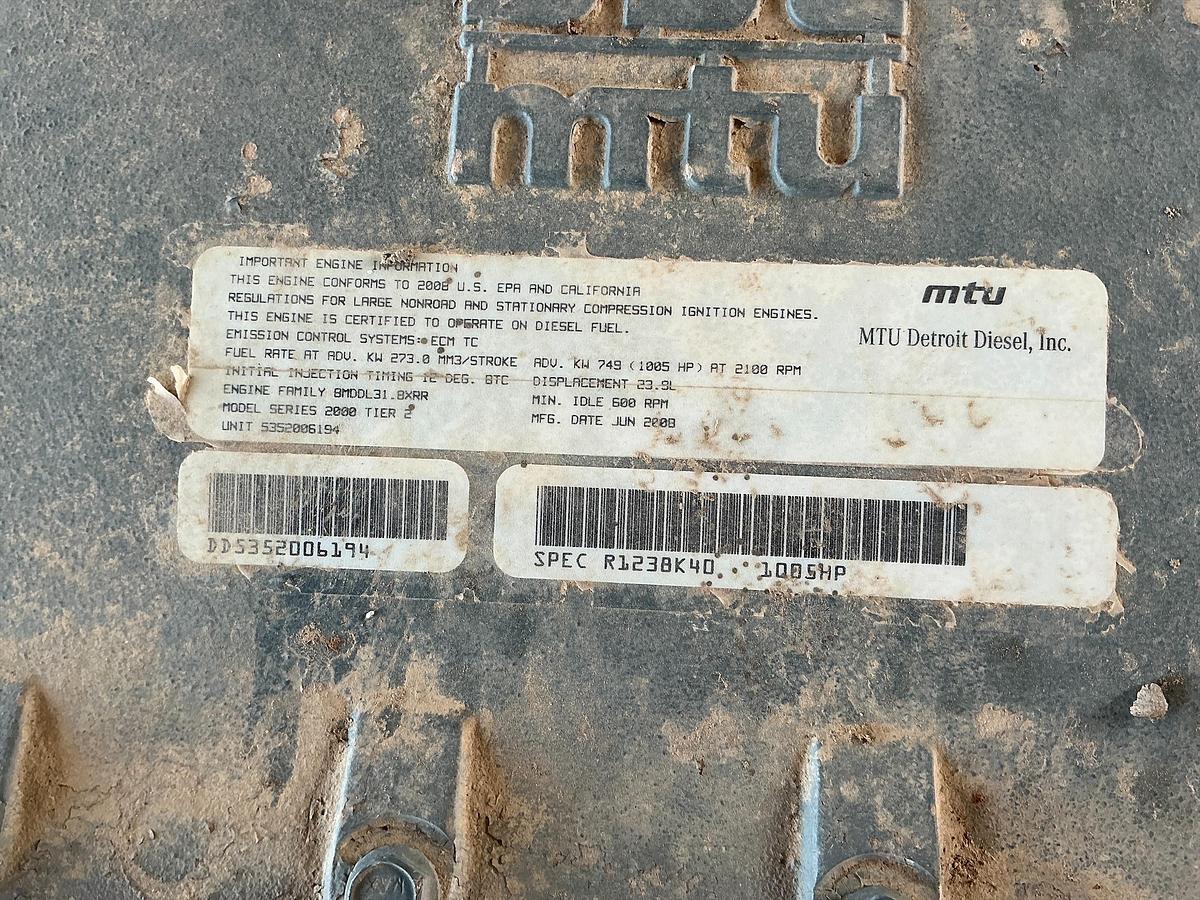 mtu
IMPORTANT ENGINE INFORMATION
THIS ENGINE CONFORMS TO 2008 U.S. EPA AND CALIFORNIA
REGULATIONS FOR LARGE NONROAD AND STATIONARY COMPRESSION IGNITION ENGINES.
THIS ENGINE IS CERTIFIED TO OPERATE ON DIESEL FUEL.
EMISSION CONTROL SYSTEMS: ECM TC
FUEL RATE AT ADV. KW 273.0 MM3/STROKE ADV. KW 749 (1005 HP) AT 2100 RPM
INITIAL INJECTION TIMING 12 DEG. BTC DISPLACEMENT 23.9L
ENGINE FAMILY 8MDDL31.8XRR MIN. IDLE 600 RPM
MODEL SERIES 2000 TIER 2 MFG. DATE JUN 2008
UNIT 5352006194
mtu
MTU Detroit Diesel, Inc.
DD5352006194
SPEC R1238K40 1005HP